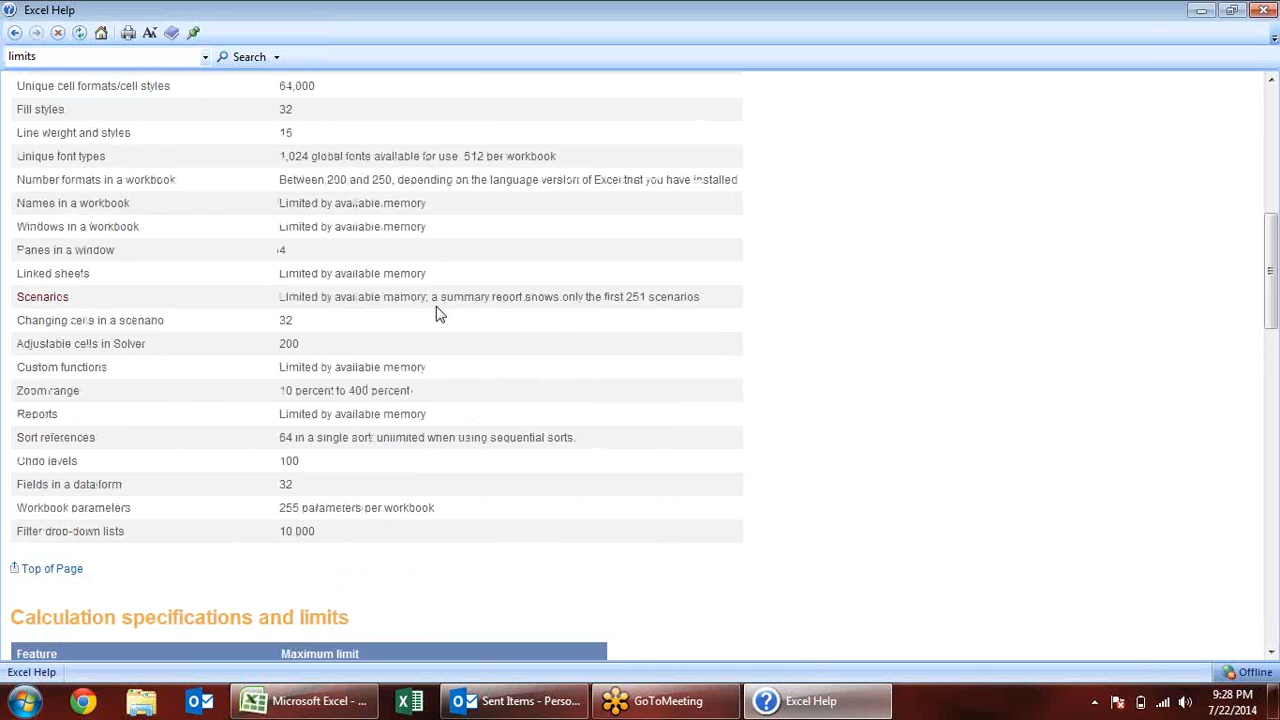 Excel Help
limits
Search
Unique cell formats/cell styles 64,000
Fill styles 32
Line weight and styles 16
Unique font types 1,024 global fonts available for use 512 per workbook
Number formats in a workbook Between 200 and 250, depending on the language version of Excel that you have installed
Names in a workbook Limited by available memory
Windows in a workbook Limited by available memory
Panes in a window 4
Linked sheets Limited by available memory
Scenarios Limited by available memory; a summary report shows only the first 251 scenarios
Changing cells in a scenario 32
Adjustable cells in Solver 200
Custom functions Limited by available memory
Zoom range 10 percent to 400 percent
Reports Limited by available memory
Sort references 64 in a single sort; unlimited when using sequential sorts.
Undo levels 100
Fields in a data form 32
Workbook parameters 255 parameters per workbook
Filter drop-down lists 10,000
Top of Page
Calculation specifications and limits
Feature Maximum limit
Excel Help Offline
Microsoft Excel - ... Sent Items - Perso... GoToMeeting Excel Help
9:28 PM
7/22/2014